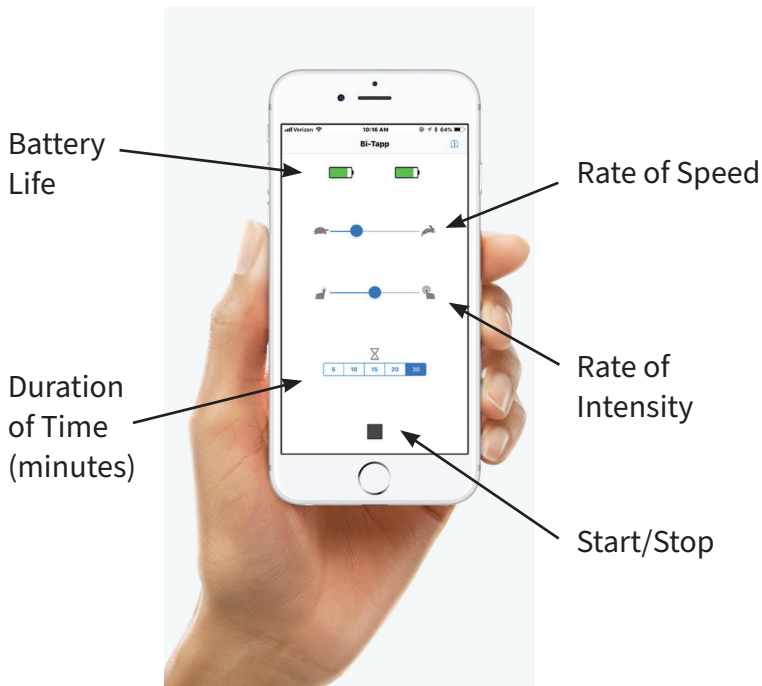 Verizon
10:16 AM
64%
Bi-Tapp
Battery
Life
Rate of Speed
Rate of
Intensity
5 10 15 20 30
Duration
of Time
(minutes)
Start/Stop